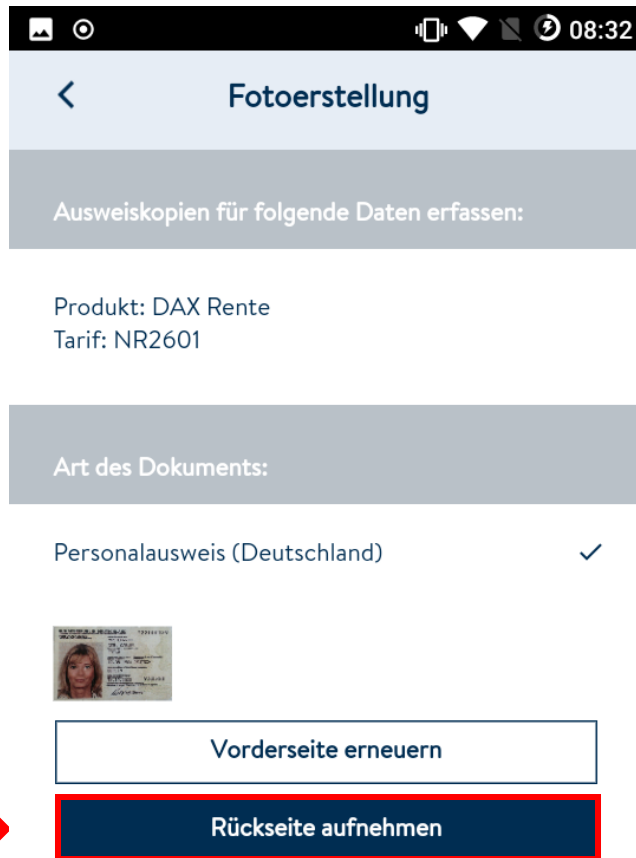 08:32
Fotoerstellung
Ausweiskopien für folgende Daten erfassen:
Produkt: DAX Rente
Tarif: NR2601
Art des Dokuments:
Personalausweis (Deutschland)
Vorderseite erneuern
Rückseite aufnehmen